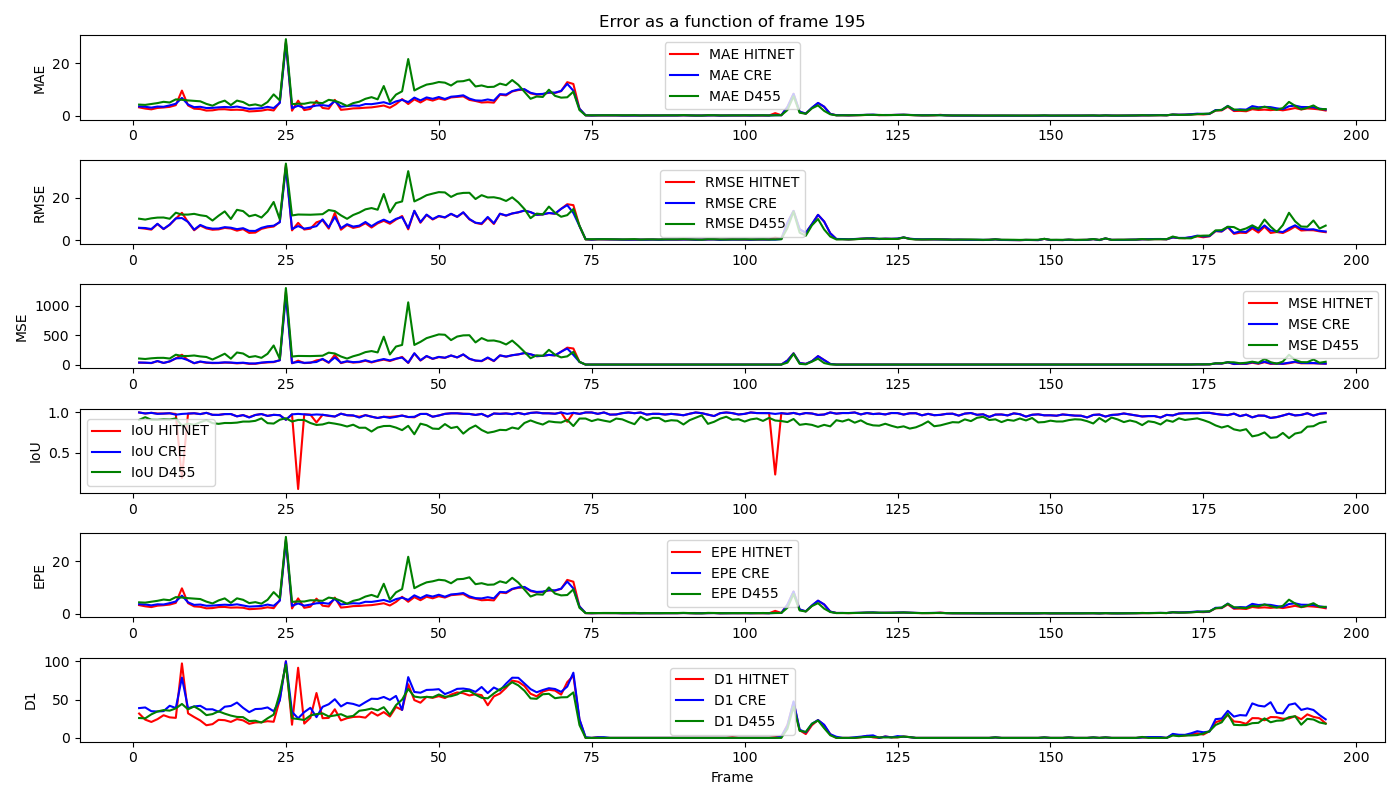 Error as a function of frame 195
MAE
20
0
MAE HITNET
MAE CRE
MAE D455
0 25 50 75 100 125 150 175 200
RMSE
20
0
RMSE HITNET
RMSE CRE
RMSE D455
0 25 50 75 100 125 150 175 200
MSE
1000
500
0
MSE HITNET
MSE CRE
MSE D455
0 25 50 75 100 125 150 175 200
IoU
1.0
0.5
IoU HITNET
IoU CRE
IoU D455
0 25 50 75 100 125 150 175 200
EPE
20
0
EPE HITNET
EPE CRE
EPE D455
0 25 50 75 100 125 150 175 200
D1
100
50
0
D1 HITNET
D1 CRE
D1 D455
0 25 50 75 100 125 150 175 200
Frame